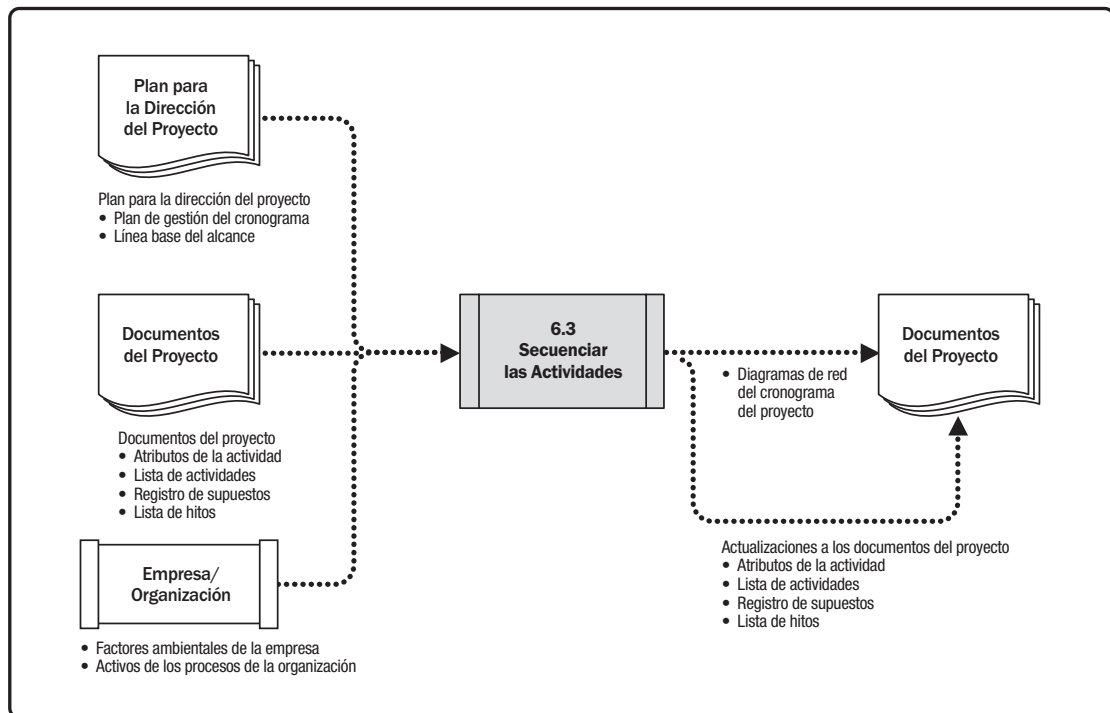 Plan para
la Dirección
del Proyecto
Plan para la dirección del proyecto
• Plan de gestión del cronograma
• Línea base del alcance
Documentos
del Proyecto
Documentos del proyecto
• Atributos de la actividad
• Lista de actividades
• Registro de supuestos
• Lista de hitos
Empresa/
Organización
• Factores ambientales de la empresa
• Activos de los procesos de la organización
6.3
Secuenciar
las Actividades
• Diagramas de red
del cronograma
del proyecto
Documentos
del Proyecto
Actualizaciones a los documentos del proyecto
• Atributos de la actividad
• Lista de actividades
• Registro de supuestos
• Lista de hitos